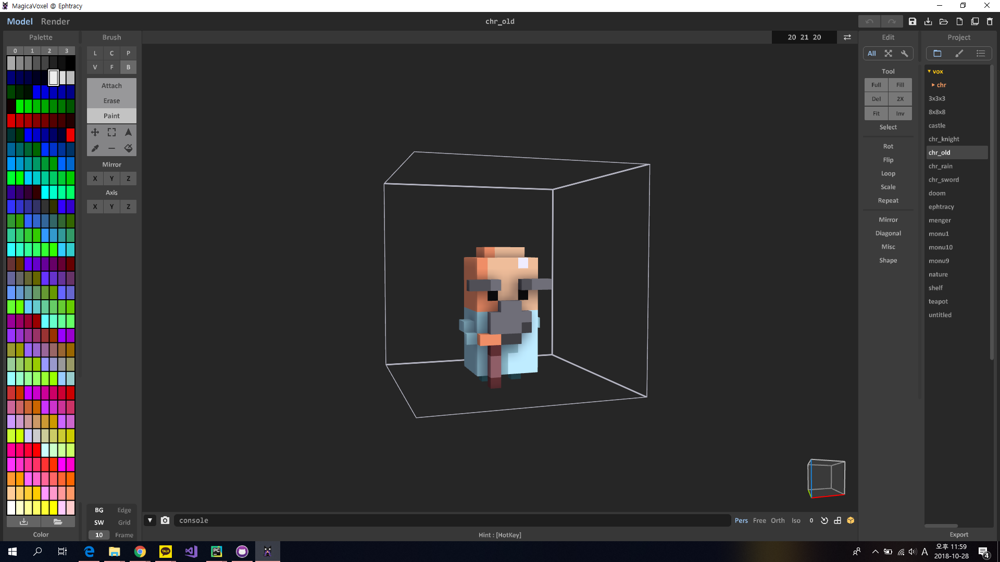 MagicaVoxel @ Ephtracy
Model Render
chr_old
Palette
0 1 2 3
Color
Brush
L C P
V F B
Attach
Erase
Paint
Mirror
X Y Z
Axis
X Y Z
BG Edge
SW Grid
10 Frame
20 21 20
console
Pers Free Orth Iso 0
Hint : [HotKey]
Edit
All
Tool
Full Fill
Del 2X
Fit Inv
Select
Rot
Flip
Loop
Scale
Repeat
Mirror
Diagonal
Misc
Shape
Project
vox
chr
3x3x3
8x8x8
castle
chr_knight
chr_old
chr_rain
chr_sword
doom
ephtracy
menger
monu1
monu10
monu9
nature
shelf
teapot
untitled
Export
TALK
PC
A
오후 11:59
2018-10-28
4